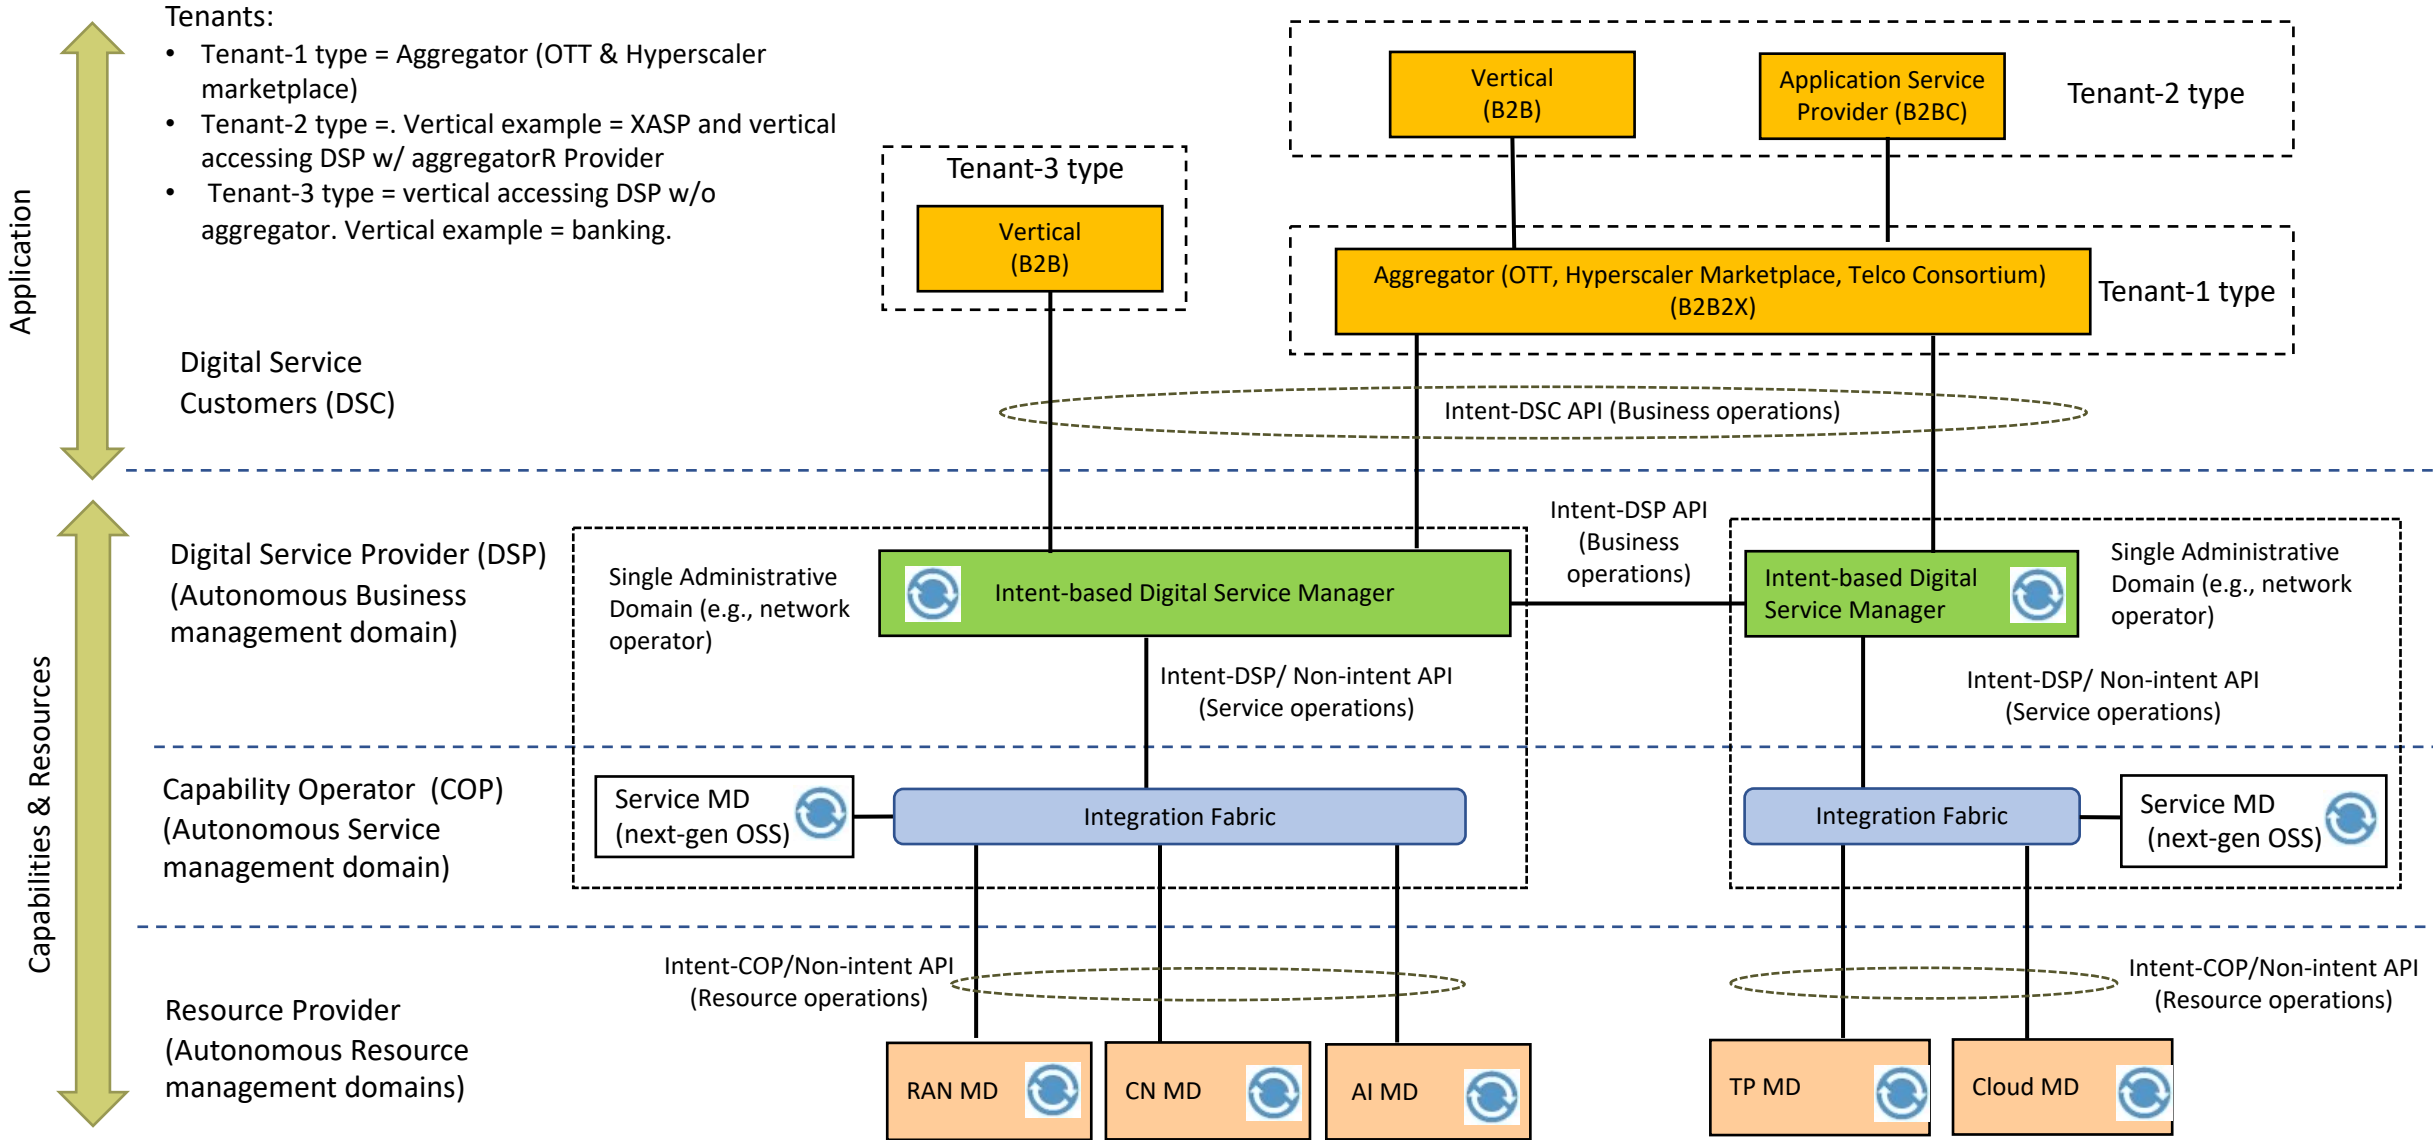 Tenants:
• Tenant-1 type = Aggregator (OTT & Hyperscaler
marketplace)
• Tenant-2 type =. Vertical example = XASP and vertical
accessing DSP w/ aggregatorR Provider
• Tenant-3 type = vertical accessing DSP w/o
aggregator. Vertical example = banking.
Application
Digital Service
Customers (DSC)
Tenant-3 type
Vertical
(B2B)
Vertical
(B2B)
Application Service
Provider (B2BC)
Tenant-2 type
Aggregator (OTT, Hyperscaler Marketplace, Telco Consortium)
(B2B2X)
Tenant-1 type
Intent-DSC API (Business operations)
Capabilities & Resources
Digital Service Provider (DSP)
(Autonomous Business
management domain)
Single Administrative
Domain (e.g., network
operator)
Intent-based Digital Service Manager
Intent-DSP API
(Business
operations)
Intent-based Digital
Service Manager
Single Administrative
Domain (e.g., network
operator)
Intent-DSP/ Non-intent API
(Service operations)
Intent-DSP/ Non-intent API
(Service operations)
Capability Operator (COP)
(Autonomous Service
management domain)
Service MD
(next-gen OSS)
Integration Fabric
Integration Fabric
Service MD
(next-gen OSS)
Intent-COP/Non-intent API
(Resource operations)
Intent-COP/Non-intent API
(Resource operations)
Resource Provider
(Autonomous Resource
management domains)
RAN MD
CN MD
AI MD
TP MD
Cloud MD